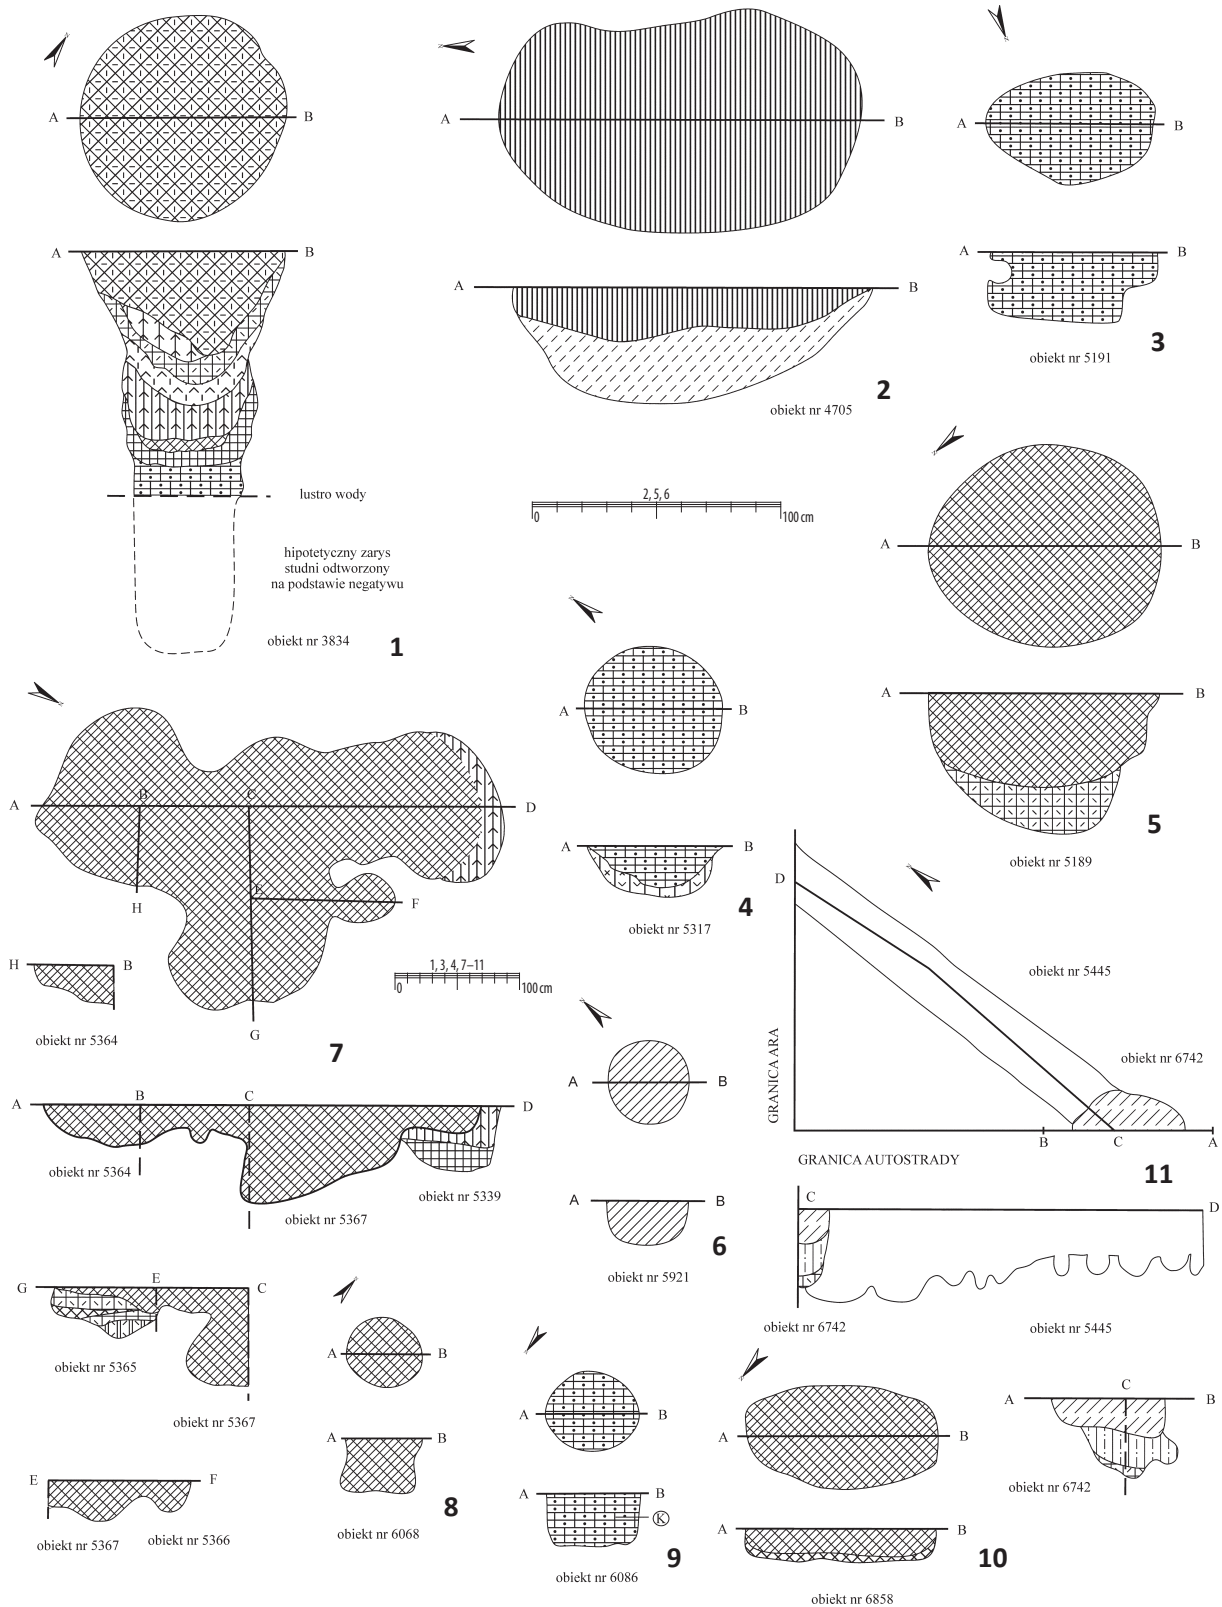 A B
A B
lustro wody
hipotetyczny zarys
studni odtworzony
na podstawie negatywu
obiekt nr 3834
1
A B
A B
obiekt nr 4705
2
A B
A B
obiekt nr 5191
3
2, 5, 6
0 100 cm
A B
A B
obiekt nr 5317
4
A B
A B
obiekt nr 5189
5
A B
A B
obiekt nr 5921
6
A B C D
E F
H
G
H B
obiekt nr 5364
7
1, 3, 4, 7–11
0 100 cm
A B C D
obiekt nr 5364
obiekt nr 5367
obiekt nr 5339
G E C
obiekt nr 5365
obiekt nr 5367
E F
obiekt nr 5367
obiekt nr 5366
A B
A B
obiekt nr 6068
8
A B
A B
K
obiekt nr 6086
9
A B
A B
obiekt nr 6858
10
D
GRANICA ARA
obiekt nr 5445
obiekt nr 6742
B C A
GRANICA AUTOSTRADY
11
C D
obiekt nr 6742
obiekt nr 5445
A C B
obiekt nr 6742